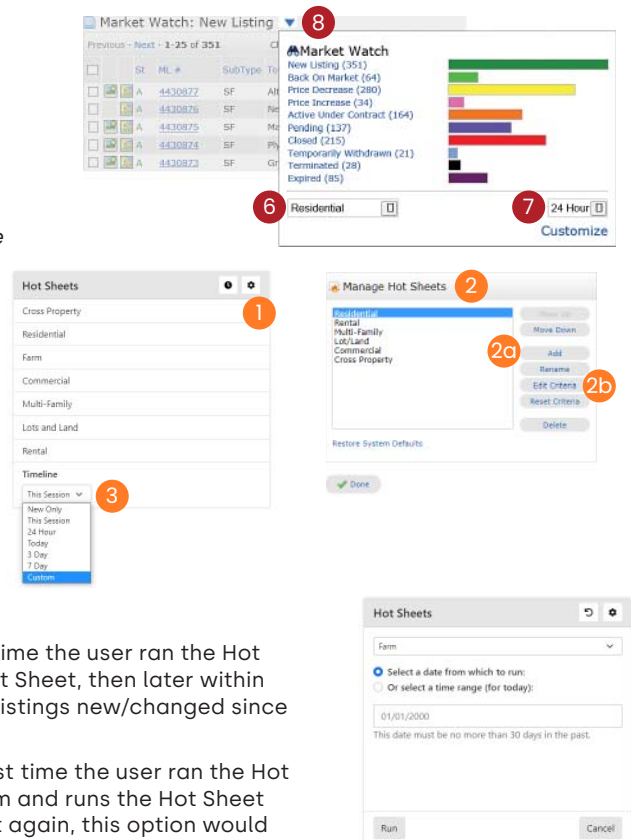 Market Watch: New Listing
8
Previous - Next - 1-25 of 351
St ML # SubType
A 4430877 SF
A 4430876 SF
A 4430875 SF
A 4430874 SF
A 4430873 SF
Market Watch
New Listing (351)
Back On Market (64)
Price Decrease (280)
Price Increase (34)
Active Under Contract (164)
Pending (137)
Closed (215)
Temporarily Withdrawn (21)
Terminated (28)
Expired (85)
6 Residential
7 24 Hour
Customize
e
Hot Sheets
1
Cross Property
Residential
Farm
Commercial
Multi-Family
Lots and Land
Rental
Timeline
This Session
3
New Only
This Session
24 Hour
Today
3 Day
7 Day
Custom
Manage Hot Sheets
2
Residential
Rental
Multi-Family
Lot/Land
Commercial
Cross Property
Move Up
Move Down
2a
Add
Rename
Edit Criteria
2b
Reset Criteria
Delete
Restore System Defaults
Done
ime the user ran the Hot
t Sheet, then later within
istings new/changed since
st time the user ran the Hot
m and runs the Hot Sheet
t again, this option would
Hot Sheets
Farm
Select a date from which to run:
Or select a time range (for today):
01/01/2000
This date must be no more than 30 days in the past.
Run
Cancel